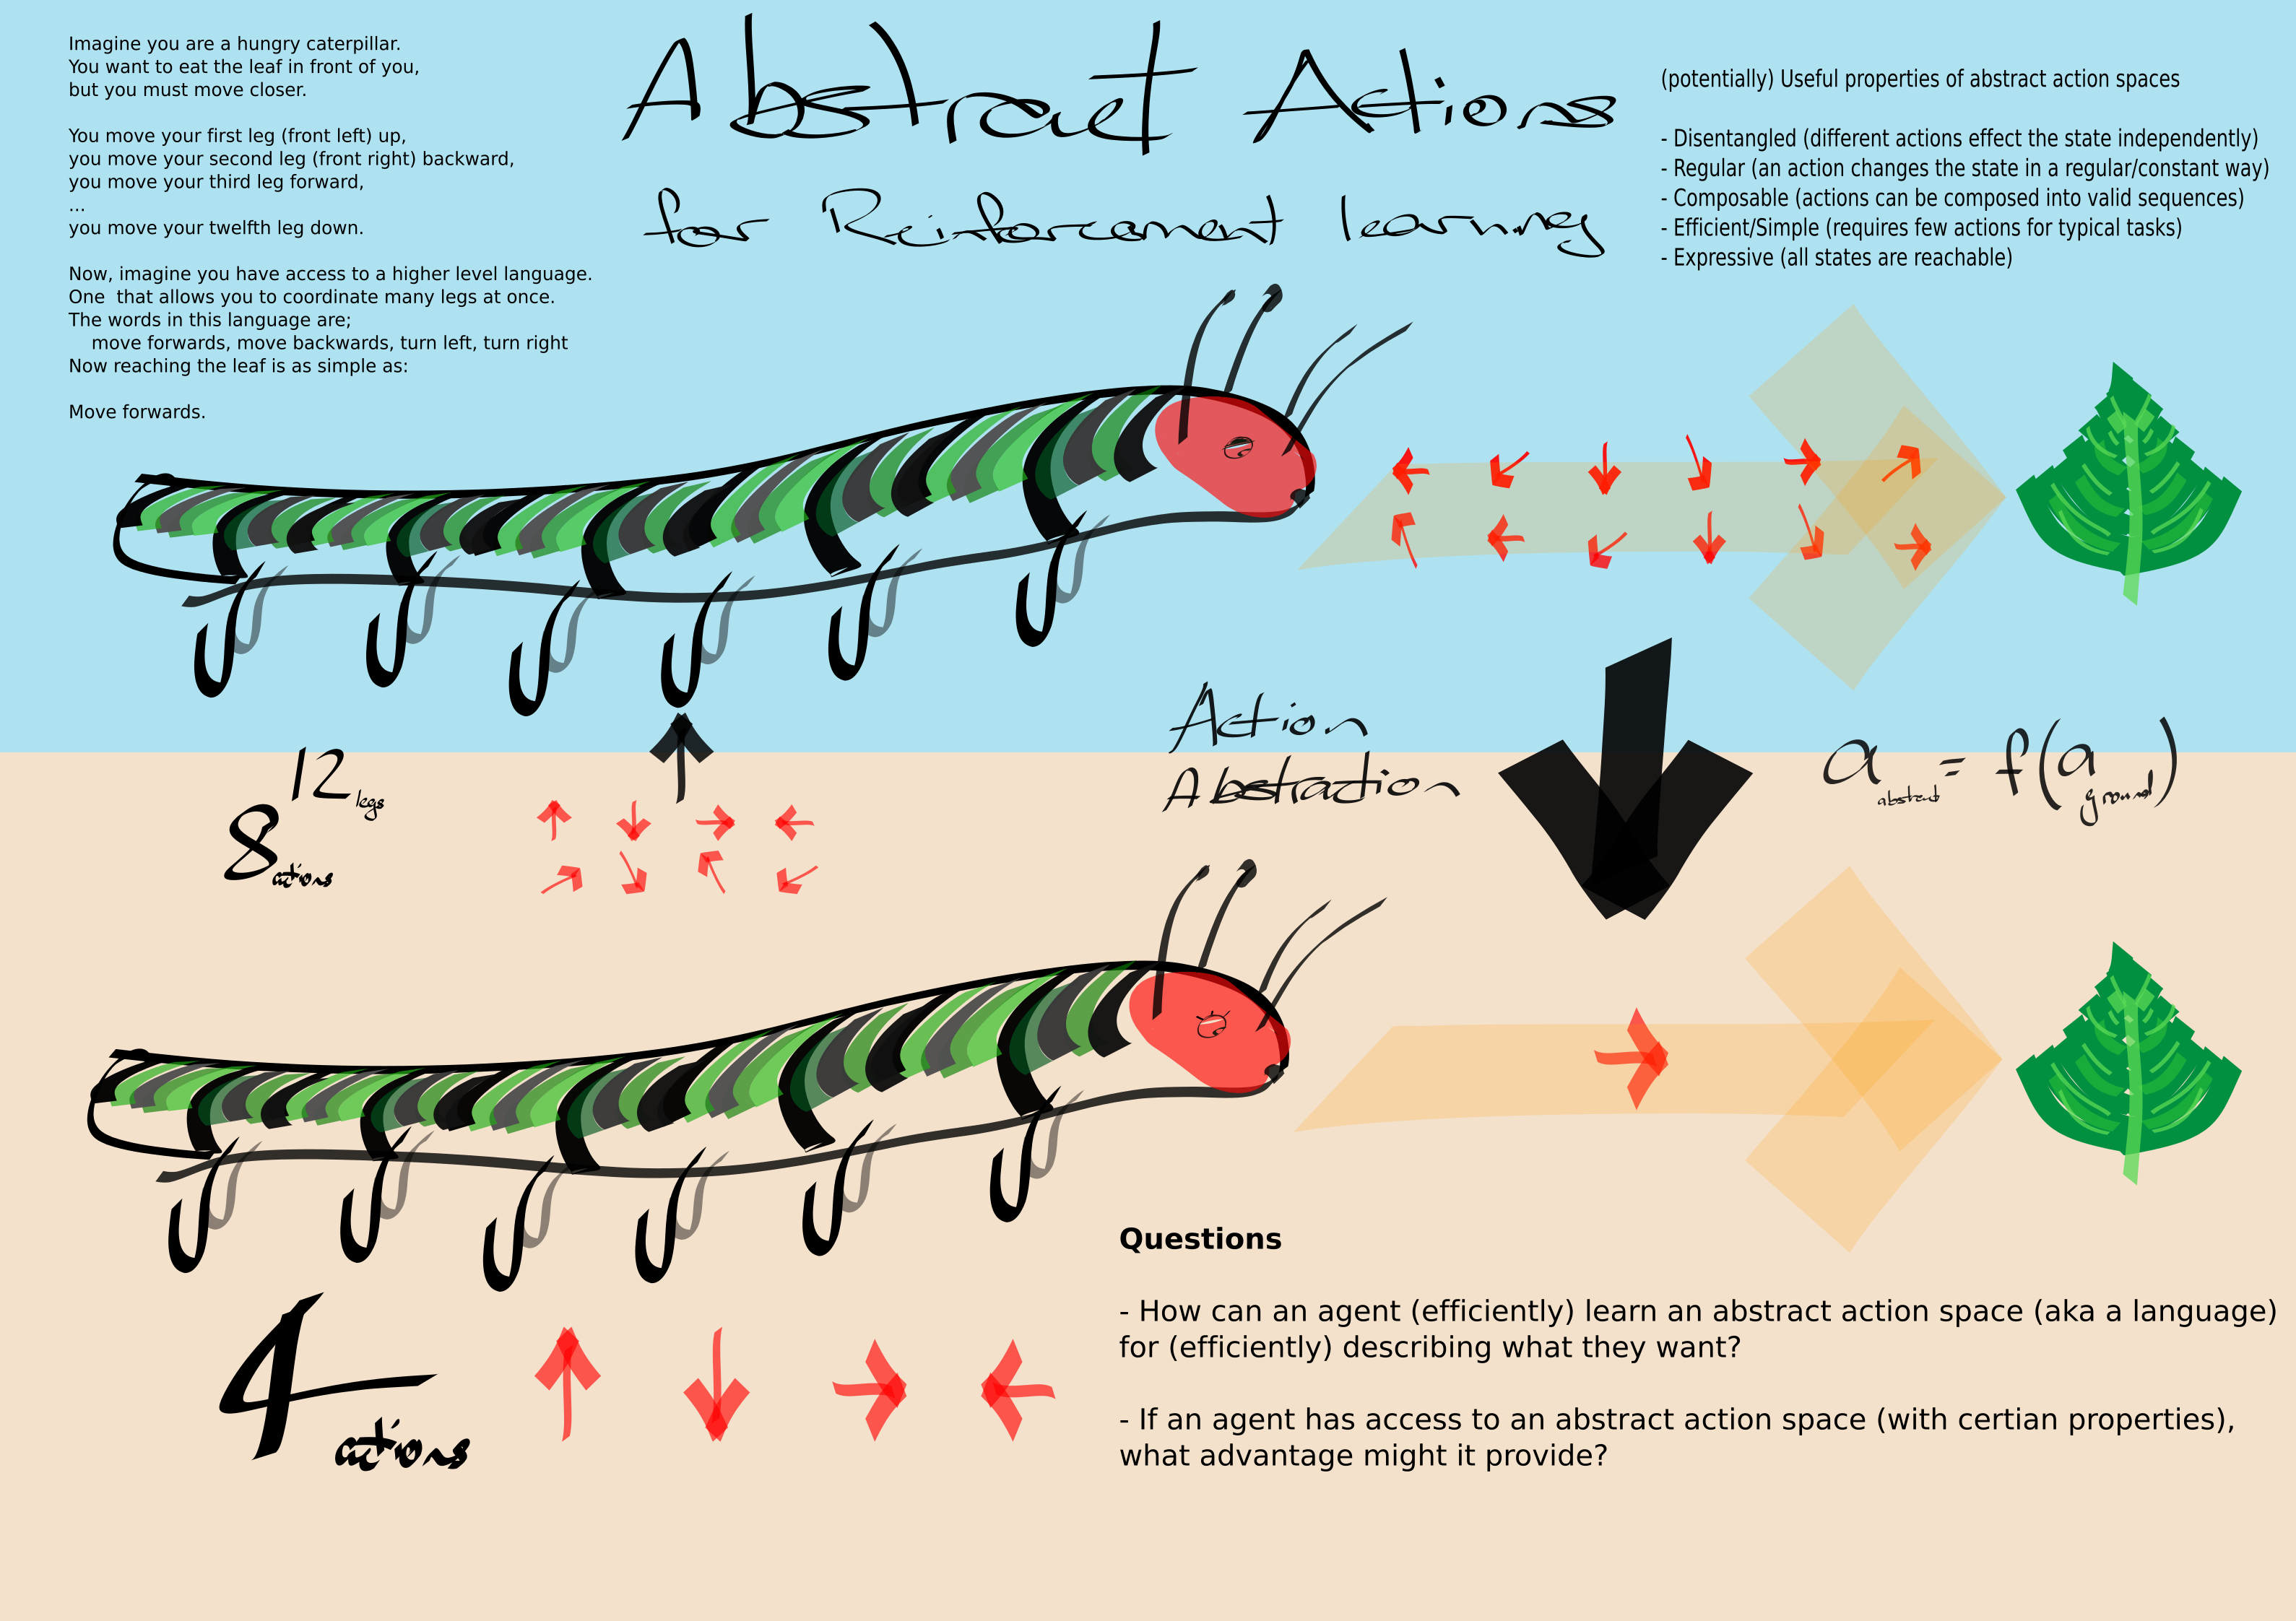 Imagine you are a hungry caterpillar.
You want to eat the leaf in front of you,
but you must move closer.
You move your first leg (front left) up,
you move your second leg (front right) backward,
you move your third leg forward,
...
you move your twelfth leg down.
Now, imagine you have access to a higher level language.
One  that allows you to coordinate many legs at once.
The words in this language are;
move forwards, move backwards, turn left, turn right
Now reaching the leaf is as simple as:
Move forwards.
Abstract Actions
for Reinforcement learning
(potentially) Useful properties of abstract action spaces
- Disentangled (different actions effect the state independently)
- Regular (an action changes the state in a regular/constant way)
- Composable (actions can be composed into valid sequences)
- Efficient/Simple (requires few actions for typical tasks)
- Expressive (all states are reachable)
12 legs
8 actions
Action
Abstraction
a abstract = f(a ground)
4 actions
Questions
- How can an agent (efficiently) learn an abstract action space (aka a language)
for (efficiently) describing what they want?
- If an agent has access to an abstract action space (with certian properties),
what advantage might it provide?